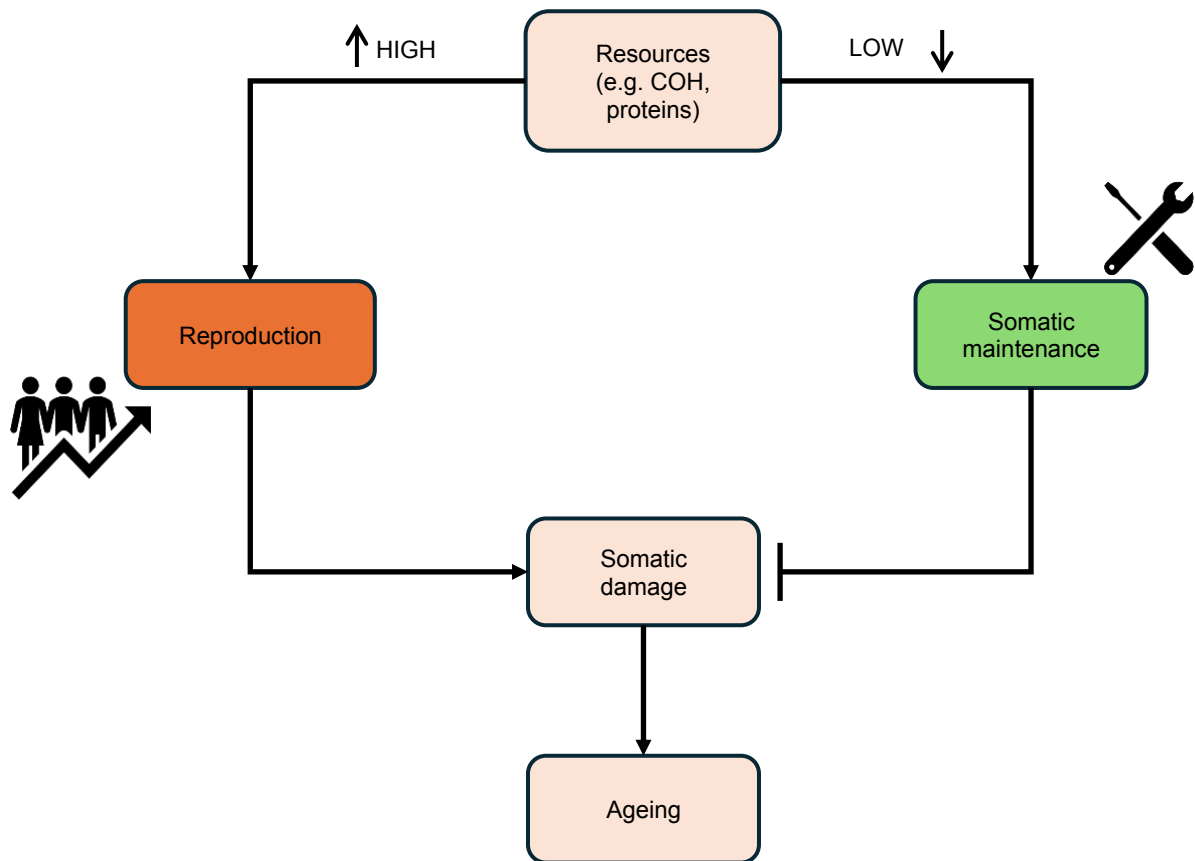 HIGH
Resources
(e.g. COH,
proteins)
LOW
Reproduction
Somatic
maintenance
Somatic
damage
Ageing